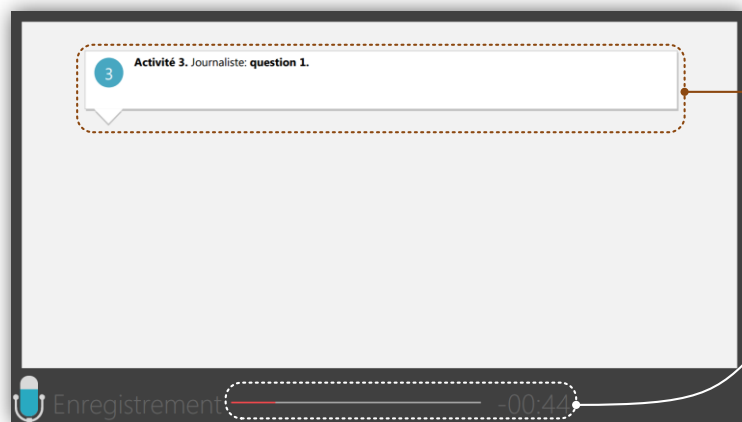 3
Activité 3. Journaliste: question 1.
Enregistrement -00:44